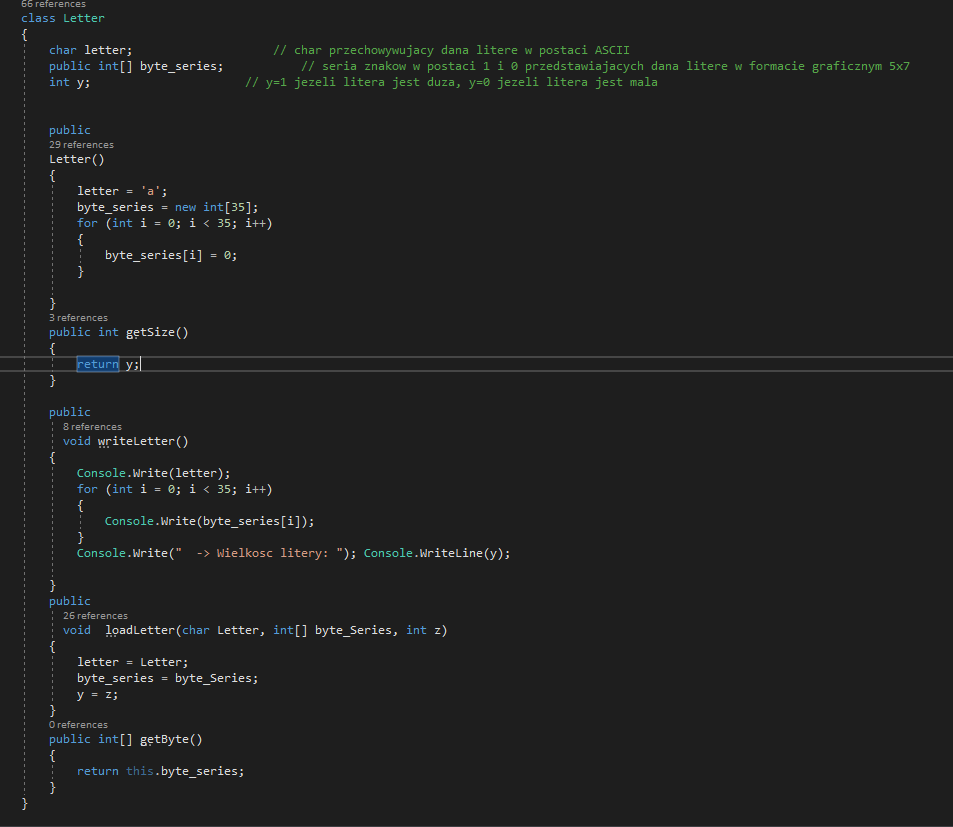 66 references
class Letter
{
char letter; // char przechowywujacy dana litere w postaci ASCII
public int[] byte_series; // seria znakow w postaci 1 i 0 przedstawiajacych dana litere w formacie graficznym 5x7
int y; // y=1 jezeli litera jest duza, y=0 jezeli litera jest mala
public
29 references
Letter()
{
letter = 'a';
byte_series = new int[35];
for (int i = 0; i < 35; i++)
{
byte_series[i] = 0;
}
}
3 references
public int getSize()
{
return y;
}
public
8 references
void writeLetter()
{
Console.Write(letter);
for (int i = 0; i < 35; i++)
{
Console.Write(byte_series[i]);
}
Console.Write("  -> Wielkosc litery: "); Console.WriteLine(y);
}
public
26 references
void  loadLetter(char Letter, int[] byte_Series, int z)
{
letter = Letter;
byte_series = byte_Series;
y = z;
}
0 references
public int[] getByte()
{
return this.byte_series;
}
}